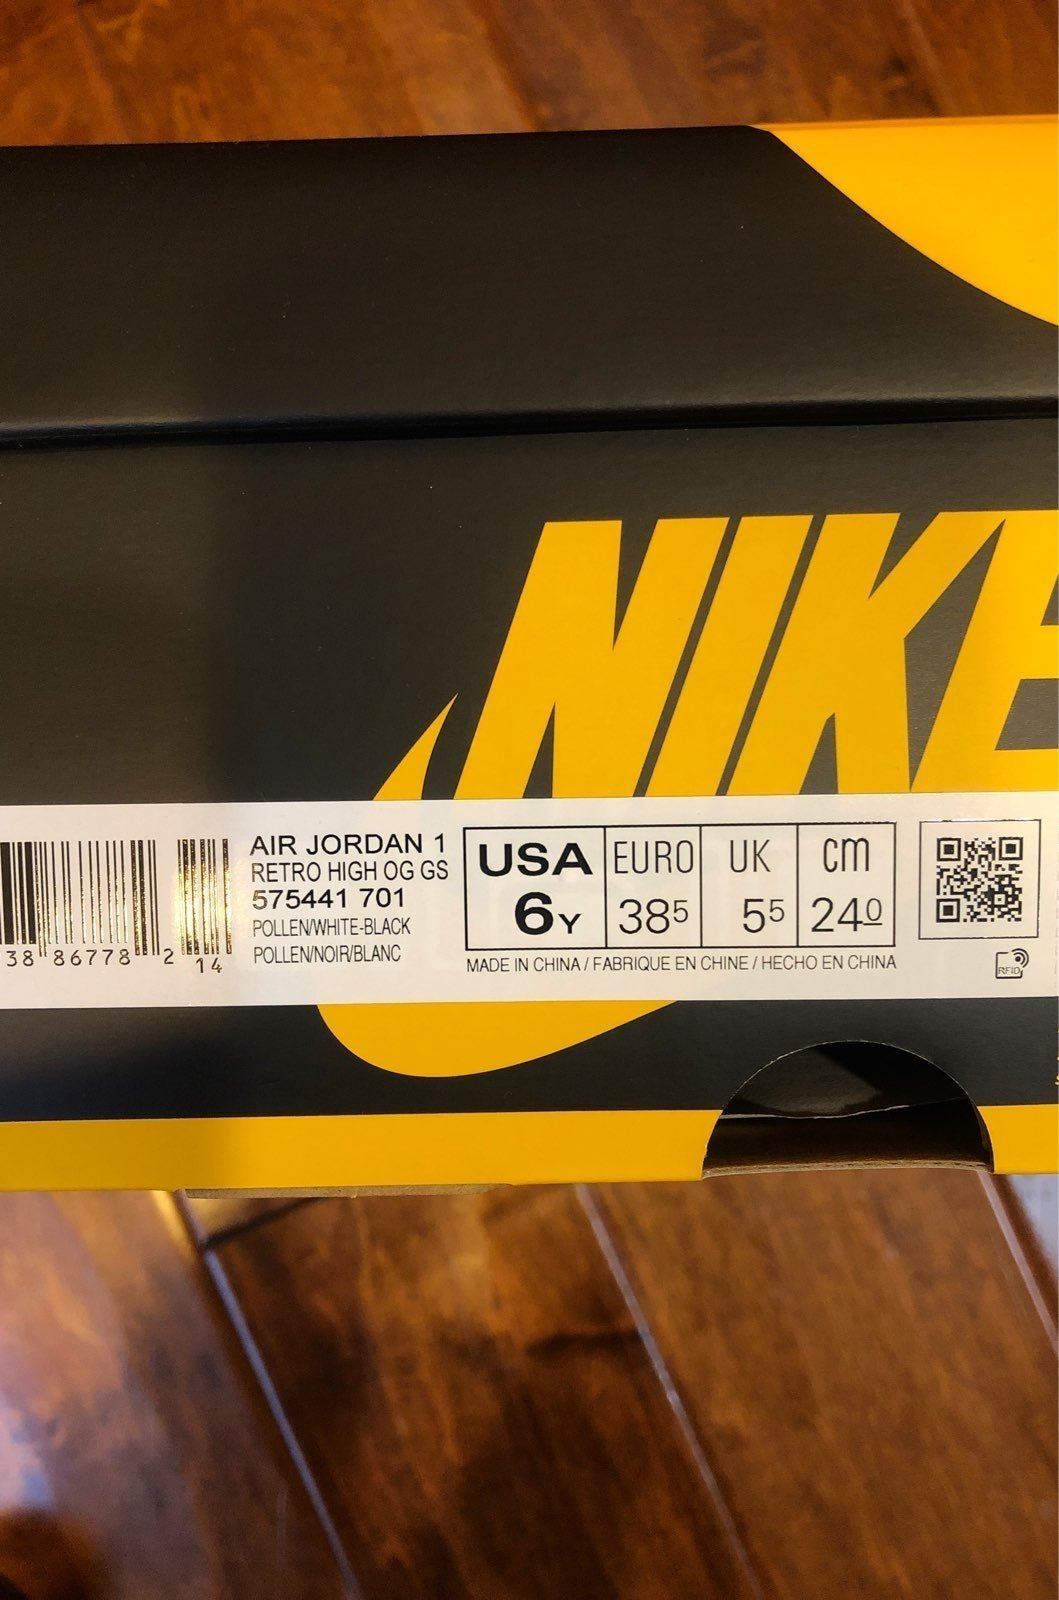 NIKE
AIR JORDAN 1
RETRO HIGH OG GS
575441 701
POLLEN/WHITE-BLACK
POLLEN/NOIR/BLANC
38 86778 2 14
USA EURO UK cm
6Y 385 55 240
MADE IN CHINA / FABRIQUE EN CHINE / HECHO EN CHINA
RFID